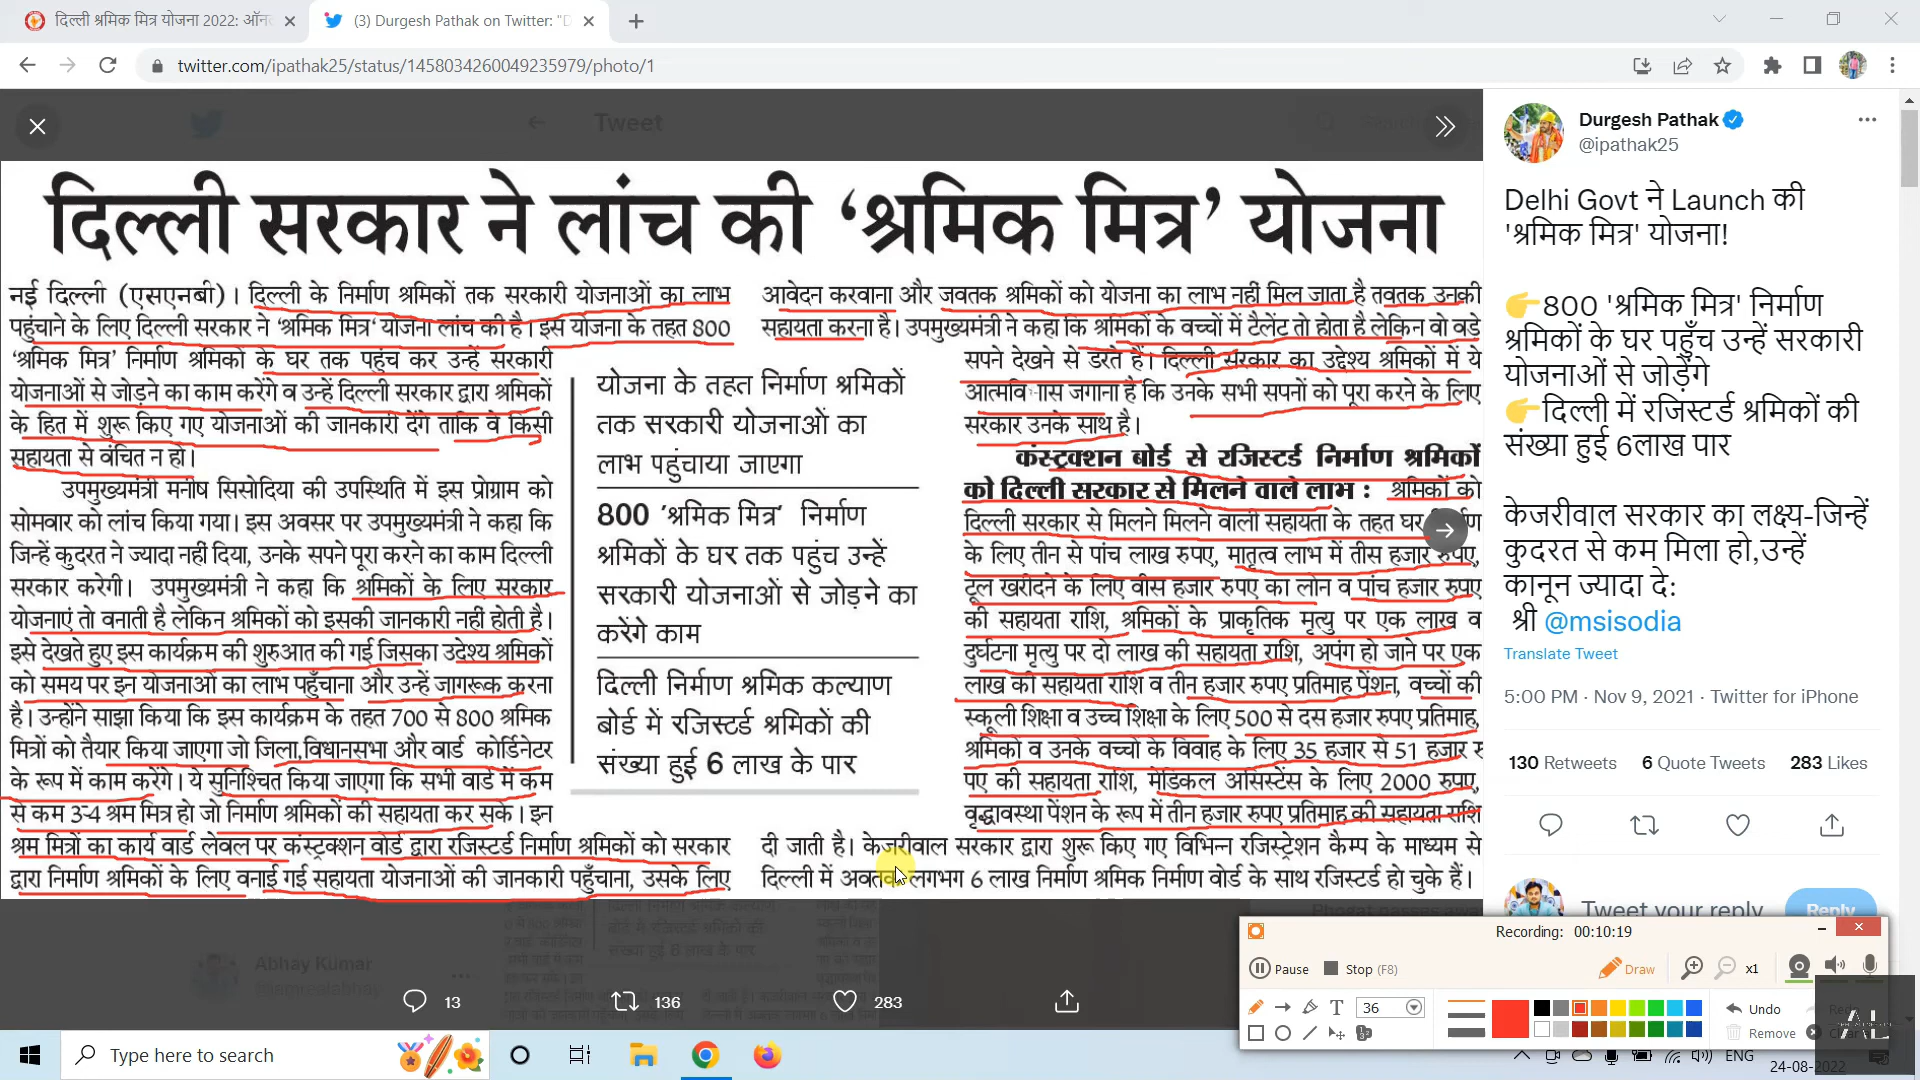 दिल्ली श्रमिक मित्र योजना 2022: ऑन
(3) Durgesh Pathak on Twitter: "D
twitter.com/ipathak25/status/1458034260049235979/photo/1
Tweet
दिल्ली सरकार ने लांच की ‘श्रमिक मित्र’ योजना
नई दिल्ली (एसएनबी)। दिल्ली के निर्माण श्रमिकों तक सरकारी योजनाओं का लाभ
पहुंचाने के लिए दिल्ली सरकार ने ‘श्रमिक मित्र‘ योजना लांच की है। इस योजना के तहत 800
‘श्रमिक मित्र’ निर्माण श्रमिकों के घर तक पहुंच कर उन्हें सरकारी
योजनाओं से जोड़ने का काम करेंगे व उन्हें दिल्ली सरकार द्वारा श्रमिकों
के हित में शुरू किए गए योजनाओं की जानकारी देंगे ताकि वे किसी
सहायता से वंचित न हो।
उपमुख्यमंत्री मनीष सिसोदिया की उपस्थिति में इस प्रोग्राम को
सोमवार को लांच किया गया। इस अवसर पर उपमुख्यमंत्री ने कहा कि
जिन्हें कुदरत ने ज्यादा नहीं दिया, उनके सपने पूरा करने का काम दिल्ली
सरकार करेगी। उपमुख्यमंत्री ने कहा कि श्रमिकों के लिए सरकार
योजनाएं तो बनाती है लेकिन श्रमिकों को इसकी जानकारी नहीं होती है।
इसे देखते हुए इस कार्यक्रम की शुरुआत की गई जिसका उदेश्य श्रमिकों
को समय पर इन योजनाओं का लाभ पहुँचाना और उन्हें जागरूक करना
है। उन्होंने साझा किया कि इस कार्यक्रम के तहत 700 से 800 श्रमिक
मित्रों को तैयार किया जाएगा जो जिला,विधानसभा और वार्ड कोर्डिनेटर
के रूप में काम करेंगे। ये सुनिश्चित किया जाएगा कि सभी वार्ड में कम
से कम 3-4 श्रम मित्र हो जो निर्माण श्रमिकों की सहायता कर सके। इन
श्रम मित्रों का कार्य वार्ड लेवल पर कंस्ट्रक्शन वोर्ड द्वारा रजिस्टर्ड निर्माण श्रमिकों को सरकार
द्वारा निर्माण श्रमिकों के लिए वनाई गई सहायता योजनाओं की जानकारी पहुँचाना, उसके लिए
योजना के तहत निर्माण श्रमिकों
तक सरकारी योजनाओं का
लाभ पहुंचाया जाएगा
800 ‘श्रमिक मित्र’ निर्माण
श्रमिकों के घर तक पहुंच उन्हें
सरकारी योजनाओं से जोड़ने का
करेंगे काम
दिल्ली निर्माण श्रमिक कल्याण
बोर्ड में रजिस्टर्ड श्रमिकों की
संख्या हुई 6 लाख के पार
आवेदन करवाना और जवतक श्रमिकों को योजना का लाभ नहीं मिल जाता है तवतक उनकी
सहायता करना है। उपमुख्यमंत्री ने कहा कि श्रमिकों के वच्चों में टैलेंट तो होता है लेकिन वो वड़े
सपने देखने से डरते हैं। दिल्ली सरकार का उद्देश्य श्रमिकों में ये
जगाना है कि उनके सभी सपनों को पूरा करने के लिए
सरकार उनके साथ है।
कंस्ट्रक्शन बोर्ड से रजिस्टर्ड निर्माण श्रमिकों
को दिल्ली सरकार से मिलने वाले लाभ : श्रमिकों को
दिल्ली सरकार से मिलने मिलने वाली सहायता के तहत घर
के लिए तीन से पांच लाख रुपए, मातृत्व लाभ में तीस हजार रुपए,
टूल खरीदने के लिए वीस हजार रुपए का लोन व पांच हजार रुपए
की सहायता राशि, श्रमिकों के प्राकृतिक मृत्यु पर एक लाख व
दुर्घटना मृत्यु पर दो लाख की सहायता राशि, अपंग हो जाने पर एक
लाख की सहायता राशि व तीन हजार रुपए प्रतिमाह पेंशन, वच्चों की
स्कूली शिक्षा व उच्च शिक्षा के लिए 500 से दस हजार रुपए प्रतिमाह,
श्रमिको व उनके वच्चो के विवाह के लिए 35 हजार से 51 हजार रु
पए की सहायता राशि, मेडिकल असिस्टेंस के लिए 2000 रुपए,
वृद्धावस्था पेंशन के रूप में तीन हजार रुपए प्रतिमाह की सहायता राशि
दी जाती है। केजरीवाल सरकार द्वारा शुरू किए गए विभिन्न रजिस्ट्रेशन कैम्प के माध्यम से
दिल्ली में अवतक लगभग 6 लाख निर्माण श्रमिक निर्माण वोर्ड के साथ रजिस्टर्ड हो चुके हैं।
Abhay Kumar
13
136
283
Durgesh Pathak
@ipathak25
Delhi Govt ने Launch की
'श्रमिक मित्र' योजना!
800 'श्रमिक मित्र' निर्माण
श्रमिकों के घर पहुँच उन्हें सरकारी
योजनाओं से जोड़ेंगे
दिल्ली में रजिस्टर्ड श्रमिकों की
संख्या हुई 6लाख पार
केजरीवाल सरकार का लक्ष्य-जिन्हें
कुदरत से कम मिला हो,उन्हें
कानून ज्यादा दे:
श्री @msisodia
Translate Tweet
5:00 PM · Nov 9, 2021 · Twitter for iPhone
130 Retweets 6 Quote Tweets 283 Likes
Tweet your reply
Reply
Recording: 00:10:19
Pause
Stop (F8)
Draw
x1
T
36
Undo
Remove
AL
Type here to search
ENG
24-08-2022